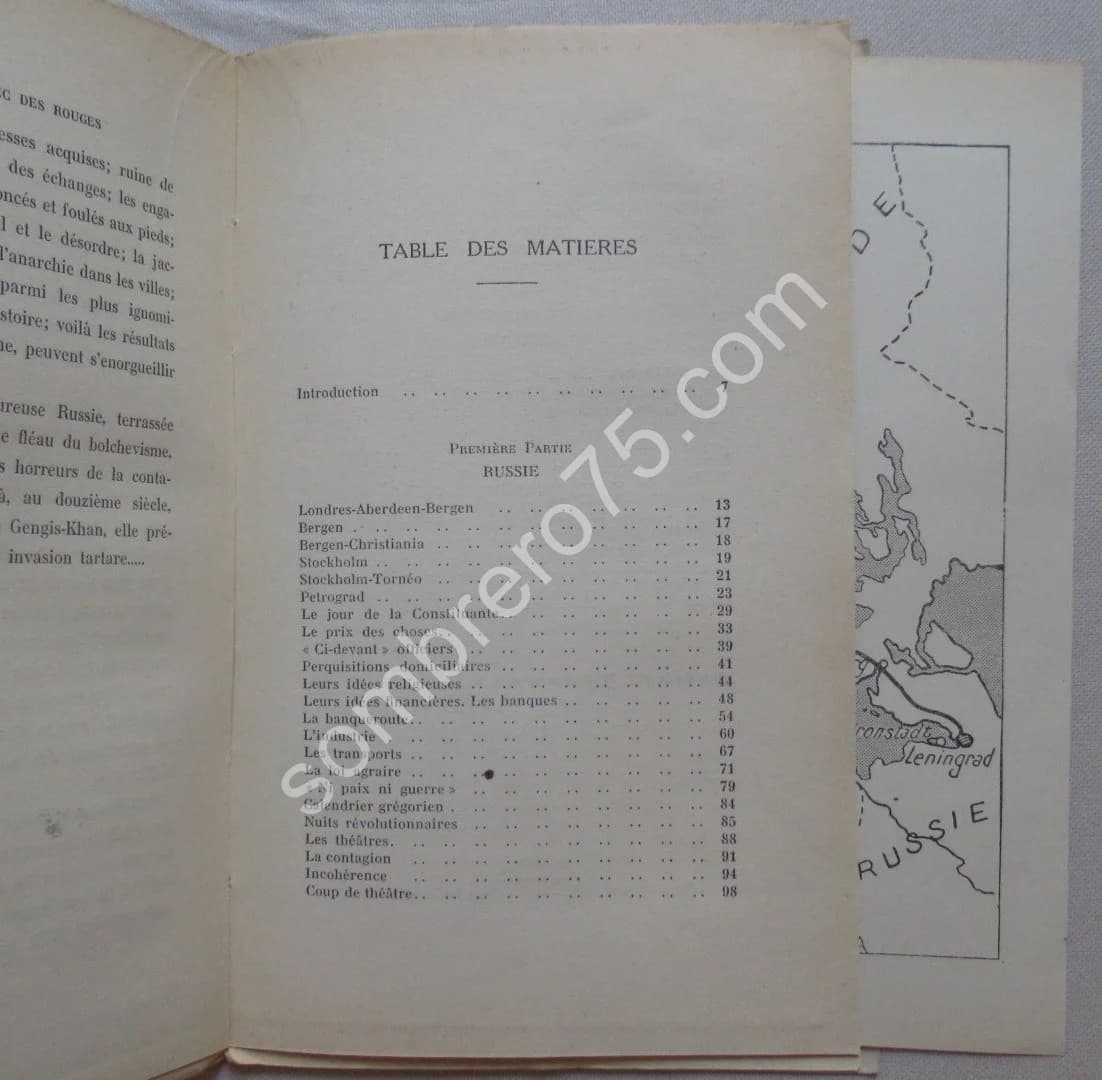 EC DES ROUGES
esses acquises; ruine de
des échanges; les enga-
oncés et foulés aux pieds;
l et le désordre; la jac-
l'anarchie dans les villes;
parmi les plus ignomi-
stoire; voilà les résultats
ne, peuvent s'enorgueillir
ureuse Russie, terrassée
e fléau du bolchevisme,
s horreurs de la conta-
à, au douzième siècle,
Gengis-Khan, elle pré-
invasion tartare.....
TABLE DES MATIERES
Introduction .. .. .. .. .. .. .. .. .. .. 7
PREMIÈRE PARTIE
RUSSIE
Londres-Aberdeen-Bergen .. .. .. .. .. .. .. 13
Bergen . .. .. .. .. .. .. .. .. .. .. .. 17
Bergen-Christiania .. .. .. .. .. .. .. .. .. 18
Stockholm .. .. .. .. .. .. .. .. .. .. .. 19
Stockholm-Tornéo .. .. .. .. .. .. .. .. .. 21
Petrograd .. .. .. .. .. .. .. .. .. .. .. 23
Le jour de la Constituante.. .. .. .. .. .. .. 29
Le prix des choses. .. .. .. .. .. .. .. .. 33
« Ci-devant » officiers .. .. .. .. .. .. .. 39
Perquisitions domiciliaires .. .. .. .. .. .. .. 41
Leurs idées religieuses .. .. .. .. .. .. .. .. 44
Leurs idées financières. Les banques .. .. .. .. .. 48
La banqueroute.. .. .. .. .. .. .. .. .. .. 54
L'industrie .. .. .. .. .. .. .. .. .. .. 60
Les transports .. .. .. .. .. .. .. .. .. .. 67
La loi agraire .. .. .. .. .. .. .. .. .. .. 71
« Ni paix ni guerre » .. .. .. .. .. .. .. .. 79
Calendrier grégorien . .. .. .. .. .. .. .. .. 84
Nuits révolutionnaires .. .. .. .. .. .. .. .. 85
Les théâtres. .. .. .. .. .. .. .. .. .. .. 88
La contagion .. .. .. .. .. .. .. .. .. .. 91
Incohérence .. .. .. .. .. .. .. .. .. .. 94
Coup de théâtre.. .. .. .. .. .. .. .. .. .. 98
DE
ronstadt
Leningrad
RUSSIE
sombrero75.com